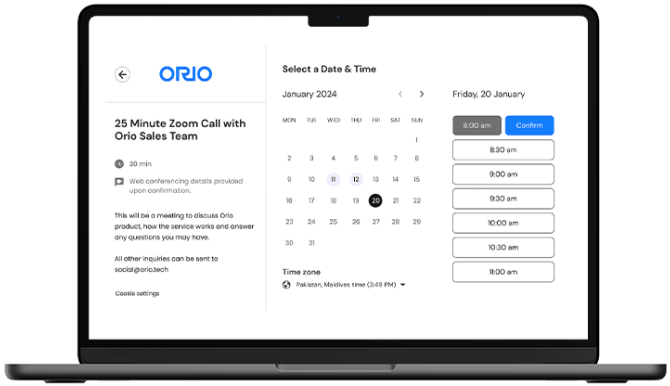 ORIO
25 Minute Zoom Call with
Orio Sales Team
30 min
Web conferencing details provided
upon confirmation.
This will be a meeting to discuss Orio
product, how the service works and answer
any questions you may have.
All other inquiries can be sent to
social@orio.tech
Cookie settings
Select a Date & Time
January 2024
MON TUE WED THU FRI SAT SUN
1
2 3 4 5 6 7 8
9 10 11 12 13 14 15
16 17 18 19 20 21 22
23 24 25 26 27 28 29
30 31
Time zone
Pakistan, Maldives time (3:49 PM)
Friday, 20 January
8:00 am Confirm
8:30 am
9:00 am
9:30 am
10:00 am
10:30 am
11:00 am